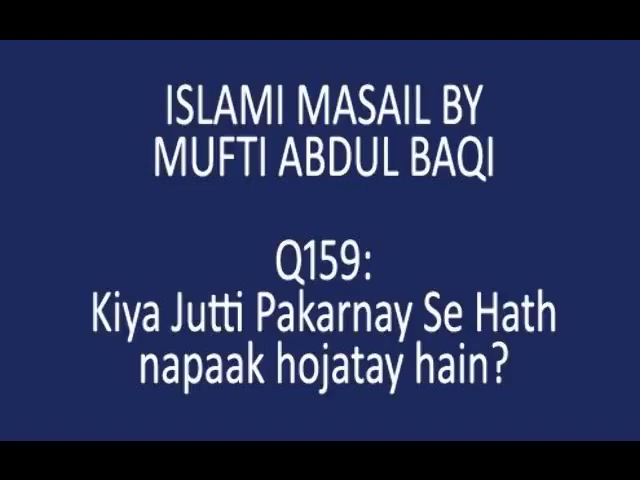 ISLAMI MASAIL BY
MUFTI ABDUL BAQI
Q159:
Kiya Jutti Pakarnay Se Hath
napaak hojatay hain?